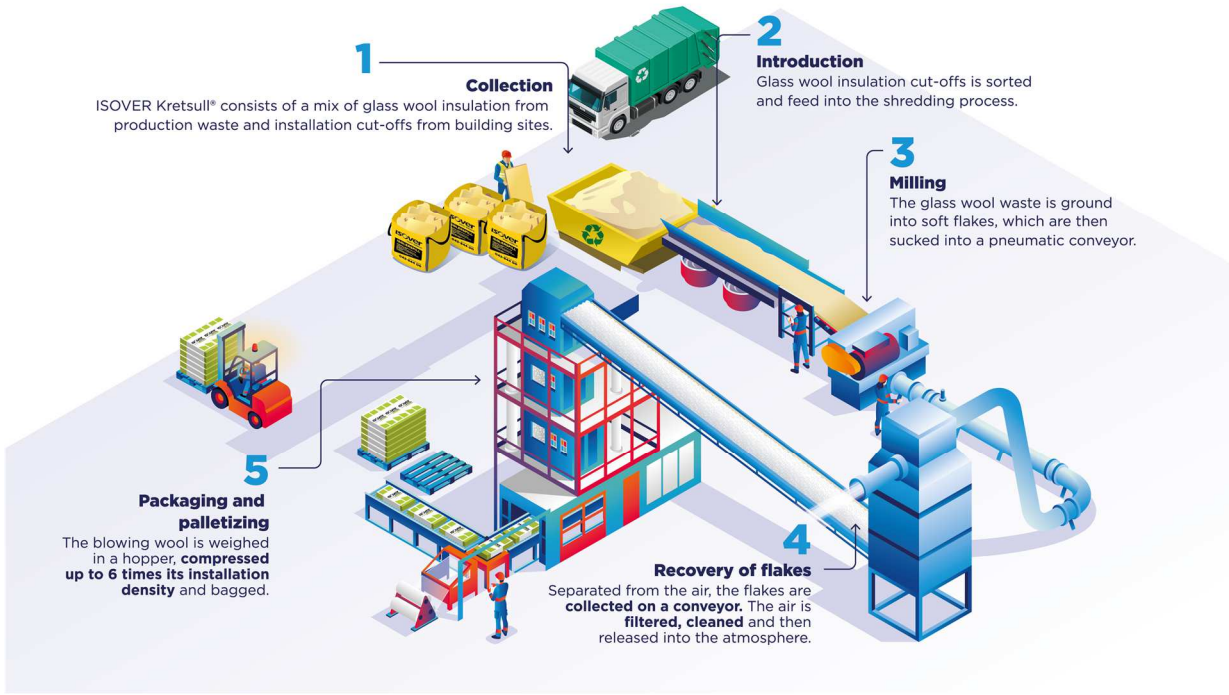 1
Collection
ISOVER Kretsull® consists of a mix of glass wool insulation from
production waste and installation cut-offs from building sites.
2
Introduction
Glass wool insulation cut-offs is sorted
and feed into the shredding process.
3
Milling
The glass wool waste is ground
into soft flakes, which are then
sucked into a pneumatic conveyor.
isover
isover
isover
4
Recovery of flakes
Separated from the air, the flakes are
collected on a conveyor. The air is
filtered, cleaned and then
released into the atmosphere.
5
Packaging and
palletizing
The blowing wool is weighed
in a hopper, compressed
up to 6 times its installation
density and bagged.